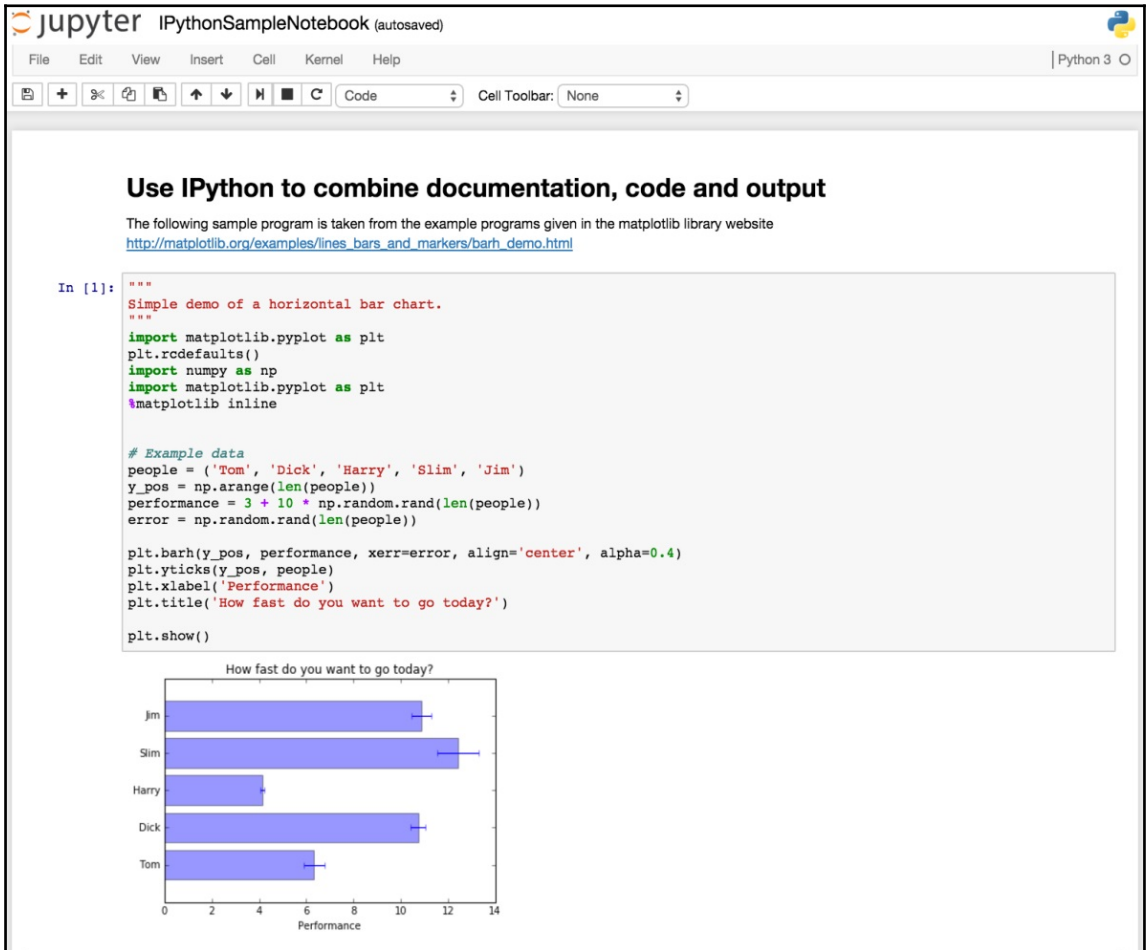 jupyter IPythonSampleNotebook (autosaved)
File Edit View Insert Cell Kernel Help Python 3
Code Cell Toolbar: None
Use IPython to combine documentation, code and output
The following sample program is taken from the example programs given in the matplotlib library website
http://matplotlib.org/examples/lines_bars_and_markers/barh_demo.html
In [1]: """
Simple demo of a horizontal bar chart.
"""
import matplotlib.pyplot as plt
plt.rcdefaults()
import numpy as np
import matplotlib.pyplot as plt
%matplotlib inline
# Example data
people = ('Tom', 'Dick', 'Harry', 'Slim', 'Jim')
y_pos = np.arange(len(people))
performance = 3 + 10 * np.random.rand(len(people))
error = np.random.rand(len(people))
plt.barh(y_pos, performance, xerr=error, align='center', alpha=0.4)
plt.yticks(y_pos, people)
plt.xlabel('Performance')
plt.title('How fast do you want to go today?')
plt.show()
How fast do you want to go today?
Jim
Slim
Harry
Dick
Tom
0 2 4 6 8 10 12 14
Performance